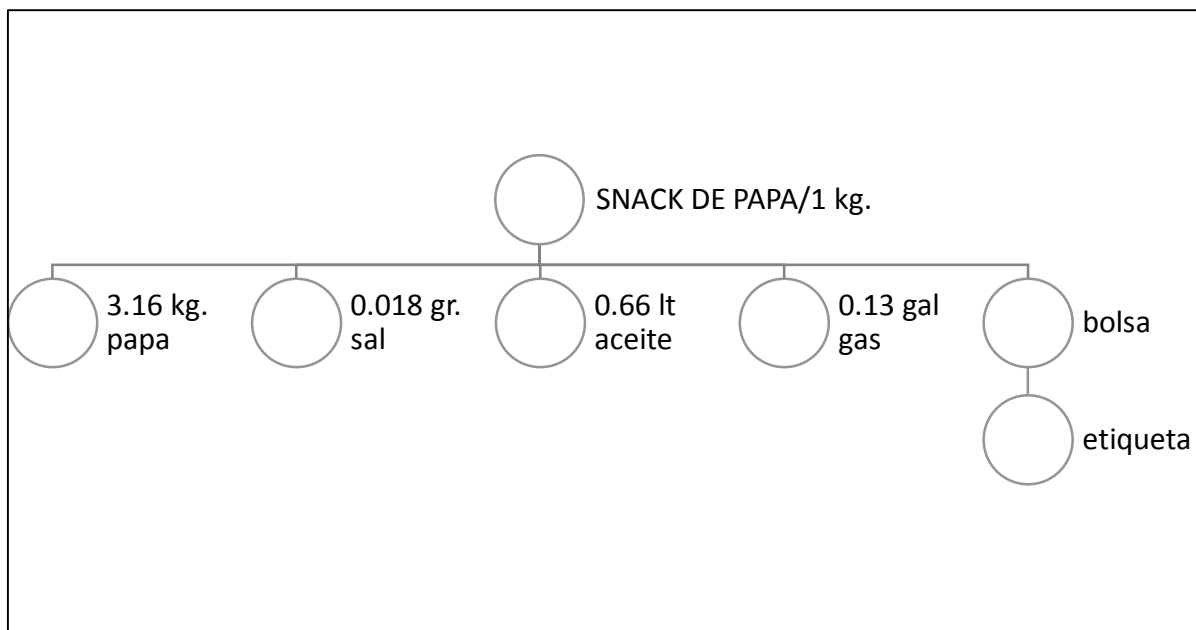 SNACK DE PAPA/1 kg.
3.16 kg.
papa
0.018 gr.
sal
0.66 lt
aceite
0.13 gal
gas
bolsa
etiqueta